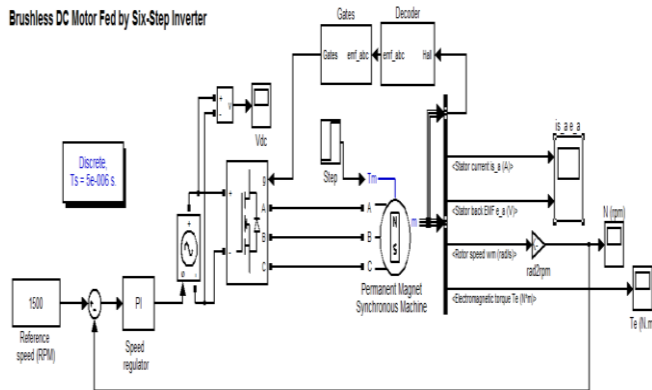 Brushless DC Motor Fed by Six-Step Inverter
Gates
Decoder
Gates emf_abc
emf_abc Hall
+
-
v
Vdc
Discrete,
Ts = 5e-006 s.
Step
Tm
g
+
A
B
C
-
A
B
C
N
S
m
Permanent Magnet
Synchronous Machine
is_a e_a
<Stator current is_a (A)>
<Stator back EMF e_a (V)>
<Rotor speed wm (rad/s)>
<Electromagnetic torque Te (N*m)>
rad2rpm
N (rpm)
Te (N.m
1500
Reference
speed (RPM)
PI
Speed
regulator